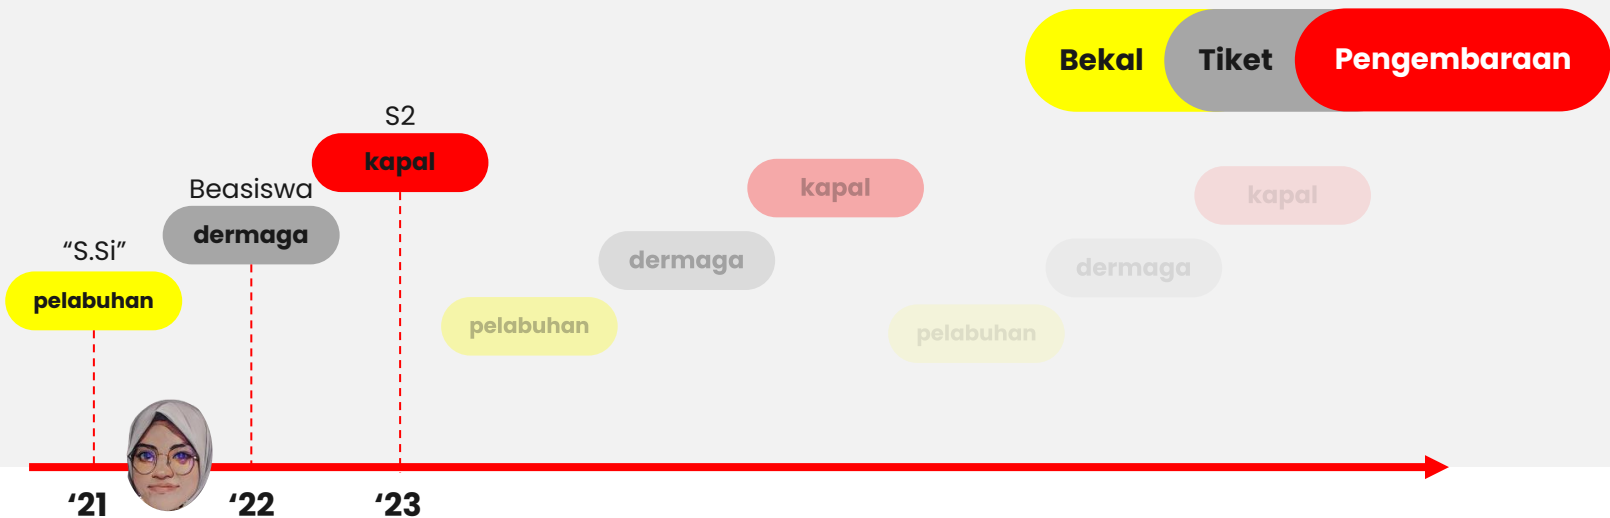 Bekal Tiket Pengembaraan
S2
kapal
Beasiswa
dermaga
“S.Si”
pelabuhan
kapal
dermaga
pelabuhan
kapal
dermaga
pelabuhan
‘21 ‘22 ‘23